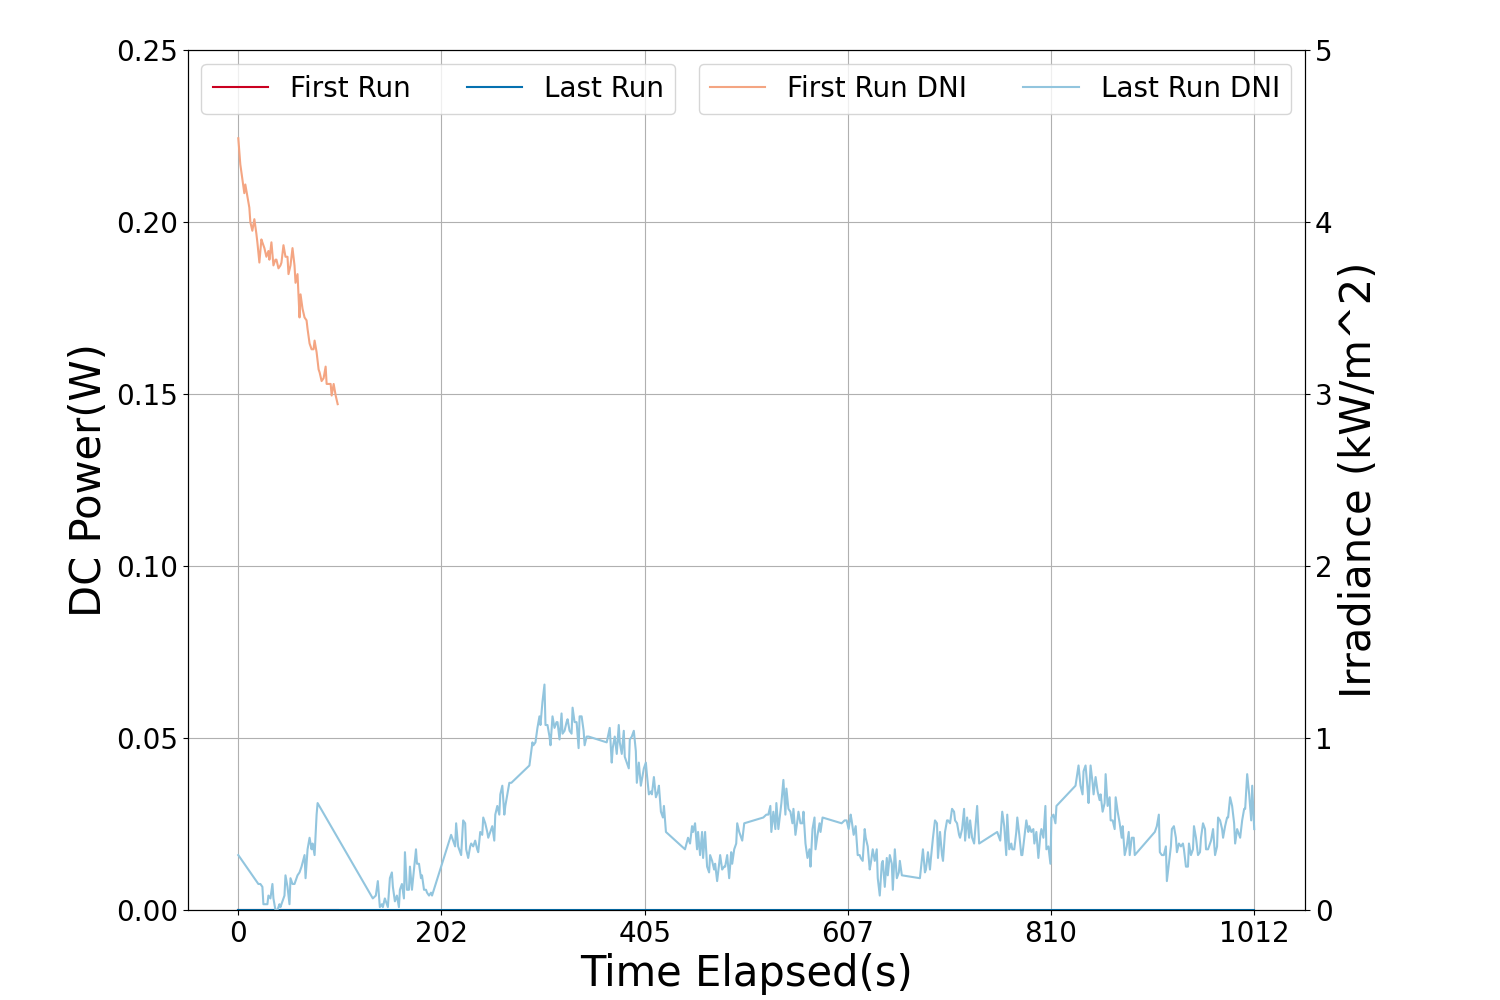 First Run
Last Run
First Run DNI
Last Run DNI
DC Power(W)
0.25
0.20
0.15
0.10
0.05
0.00
5
4
3
2
1
0
Irradiance (kW/m^2)
0
202
405
607
810
1012
Time Elapsed(s)